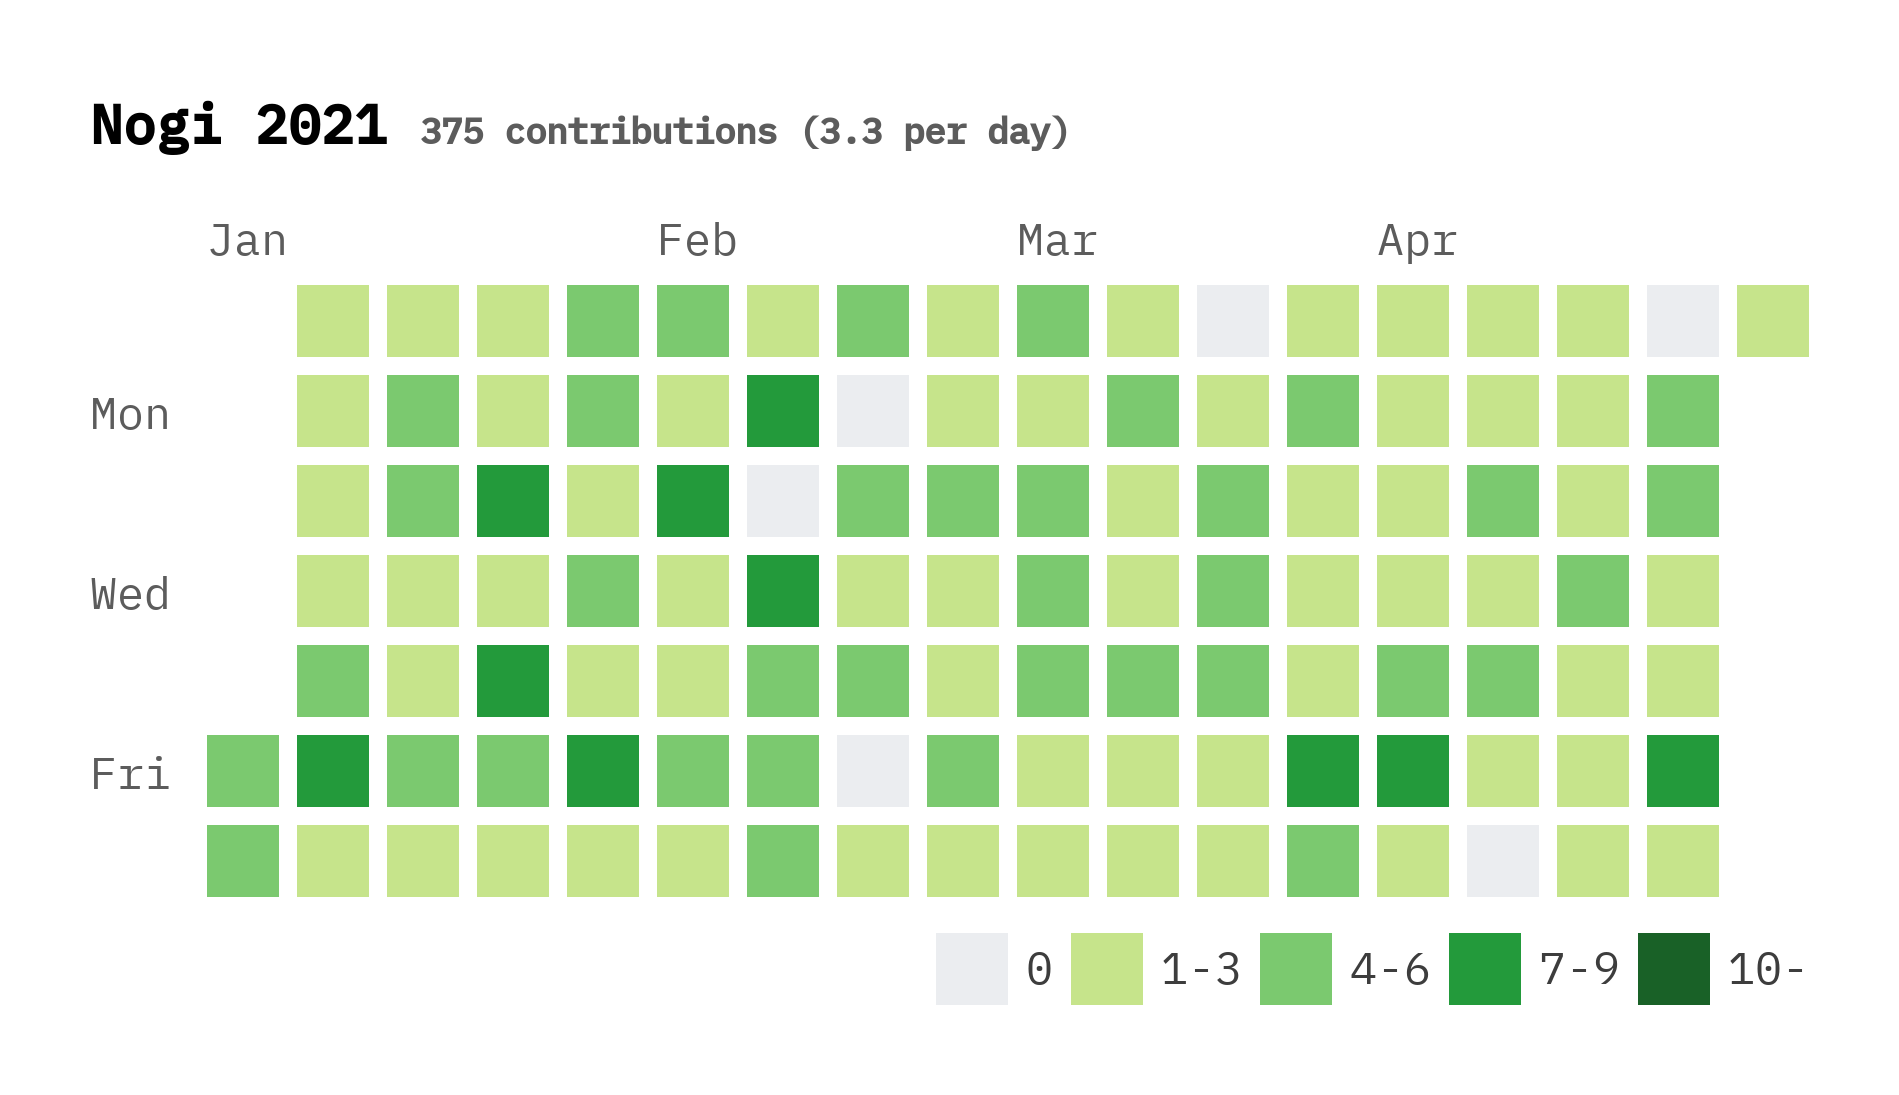 Nogi 2021 375 contributions (3.3 per day)
Jan Feb Mar Apr
Mon
Wed
Fri
0 1-3 4-6 7-9 10-